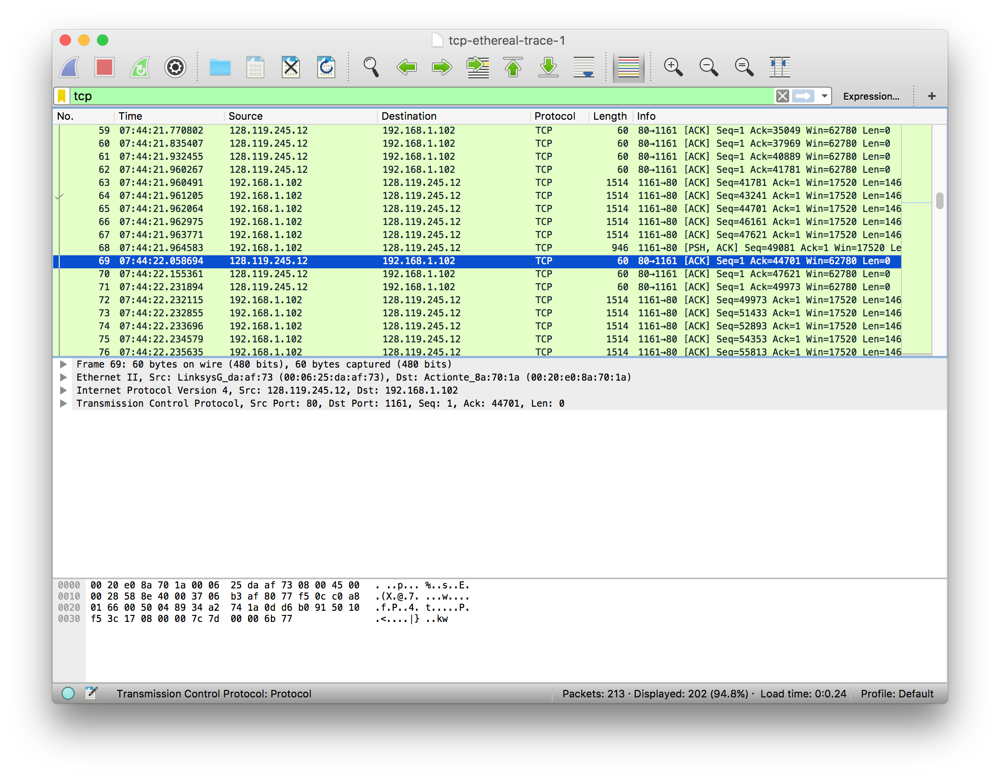 tcp-ethereal-trace-1
tcp Expression... +
No. Time Source Destination Protocol Length Info
59 07:44:21.770802 128.119.245.12 192.168.1.102 TCP 60 80→1161 [ACK] Seq=1 Ack=35049 Win=62780 Len=0
60 07:44:21.835407 128.119.245.12 192.168.1.102 TCP 60 80→1161 [ACK] Seq=1 Ack=37969 Win=62780 Len=0
61 07:44:21.932455 128.119.245.12 192.168.1.102 TCP 60 80→1161 [ACK] Seq=1 Ack=40889 Win=62780 Len=0
62 07:44:21.960267 128.119.245.12 192.168.1.102 TCP 60 80→1161 [ACK] Seq=1 Ack=41781 Win=62780 Len=0
63 07:44:21.960491 192.168.1.102 128.119.245.12 TCP 1514 1161→80 [ACK] Seq=41781 Ack=1 Win=17520 Len=146
64 07:44:21.961205 192.168.1.102 128.119.245.12 TCP 1514 1161→80 [ACK] Seq=43241 Ack=1 Win=17520 Len=146
65 07:44:21.962064 192.168.1.102 128.119.245.12 TCP 1514 1161→80 [ACK] Seq=44701 Ack=1 Win=17520 Len=146
66 07:44:21.962975 192.168.1.102 128.119.245.12 TCP 1514 1161→80 [ACK] Seq=46161 Ack=1 Win=17520 Len=146
67 07:44:21.963771 192.168.1.102 128.119.245.12 TCP 1514 1161→80 [ACK] Seq=47621 Ack=1 Win=17520 Len=146
68 07:44:21.964583 192.168.1.102 128.119.245.12 TCP 946 1161→80 [PSH, ACK] Seq=49081 Ack=1 Win=17520 Le
69 07:44:22.058694 128.119.245.12 192.168.1.102 TCP 60 80→1161 [ACK] Seq=1 Ack=44701 Win=62780 Len=0
70 07:44:22.155361 128.119.245.12 192.168.1.102 TCP 60 80→1161 [ACK] Seq=1 Ack=47621 Win=62780 Len=0
71 07:44:22.231894 128.119.245.12 192.168.1.102 TCP 60 80→1161 [ACK] Seq=1 Ack=49973 Win=62780 Len=0
72 07:44:22.232115 192.168.1.102 128.119.245.12 TCP 1514 1161→80 [ACK] Seq=49973 Ack=1 Win=17520 Len=146
73 07:44:22.232855 192.168.1.102 128.119.245.12 TCP 1514 1161→80 [ACK] Seq=51433 Ack=1 Win=17520 Len=146
74 07:44:22.233696 192.168.1.102 128.119.245.12 TCP 1514 1161→80 [ACK] Seq=52893 Ack=1 Win=17520 Len=146
75 07:44:22.234579 192.168.1.102 128.119.245.12 TCP 1514 1161→80 [ACK] Seq=54353 Ack=1 Win=17520 Len=146
76 07:44:22.235635 192.168.1.102 128.119.245.12 TCP 1514 1161→80 [ACK] Seq=55813 Ack=1 Win=17520 Len=146
Frame 69: 60 bytes on wire (480 bits), 60 bytes captured (480 bits)
Ethernet II, Src: LinksysG_da:af:73 (00:06:25:da:af:73), Dst: Actionte_8a:70:1a (00:20:e0:8a:70:1a)
Internet Protocol Version 4, Src: 128.119.245.12, Dst: 192.168.1.102
Transmission Control Protocol, Src Port: 80, Dst Port: 1161, Seq: 1, Ack: 44701, Len: 0
0000 00 20 e0 8a 70 1a 00 06 25 da af 73 08 00 45 00 . ..p... %..s..E.
0010 00 28 58 8e 40 00 37 06 b3 af 80 77 f5 0c c0 a8 .(X.@.7. ...w....
0020 01 66 00 50 04 89 34 a2 74 1a 0d d6 b0 91 50 10 .f.P..4. t.....P.
0030 f5 3c 17 08 00 00 7c 7d 00 00 6b 77 .<....|} ..kw
Transmission Control Protocol: Protocol Packets: 213 · Displayed: 202 (94.8%) · Load time: 0:0.24 Profile: Default